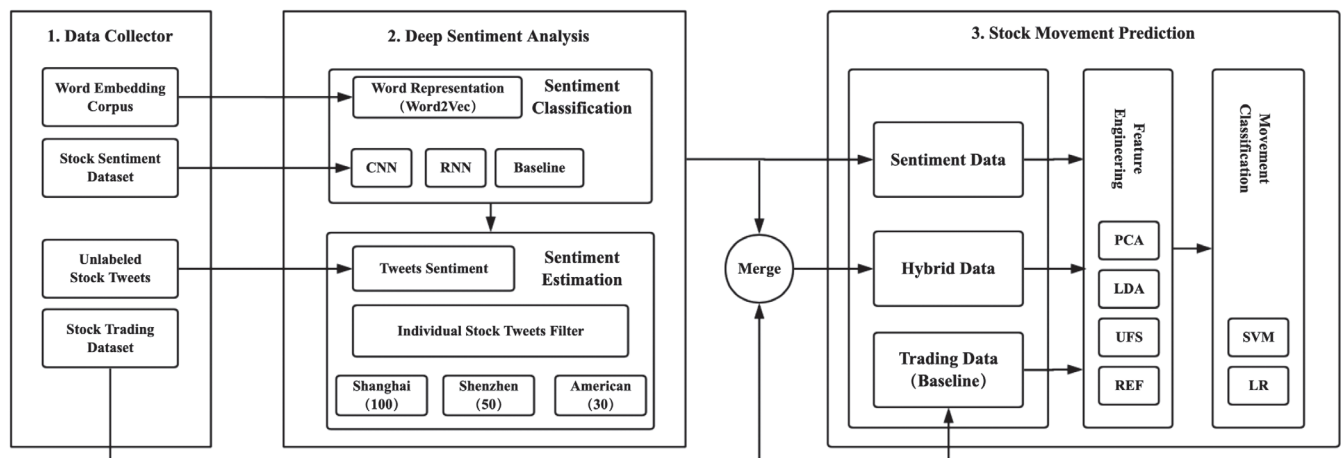 1. Data Collector
Word Embedding
Corpus
Stock Sentiment
Dataset
Unlabeled
Stock Tweets
Stock Trading
Dataset
2. Deep Sentiment Analysis
Word Representation
(Word2Vec)
Sentiment
Classification
CNN
RNN
Baseline
Tweets Sentiment
Sentiment
Estimation
Individual Stock Tweets Filter
Shanghai
(100)
Shenzhen
(50)
American
(30)
Merge
3. Stock Movement Prediction
Sentiment Data
Hybrid Data
Trading Data
(Baseline)
Feature
Engineering
PCA
LDA
UFS
REF
Movement
Classification
SVM
LR